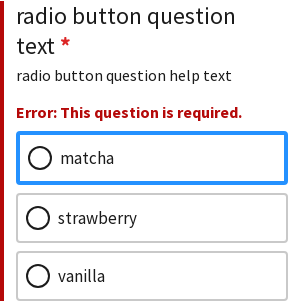 radio button question
text *
radio button question help text
Error: This question is required.
matcha
strawberry
vanilla